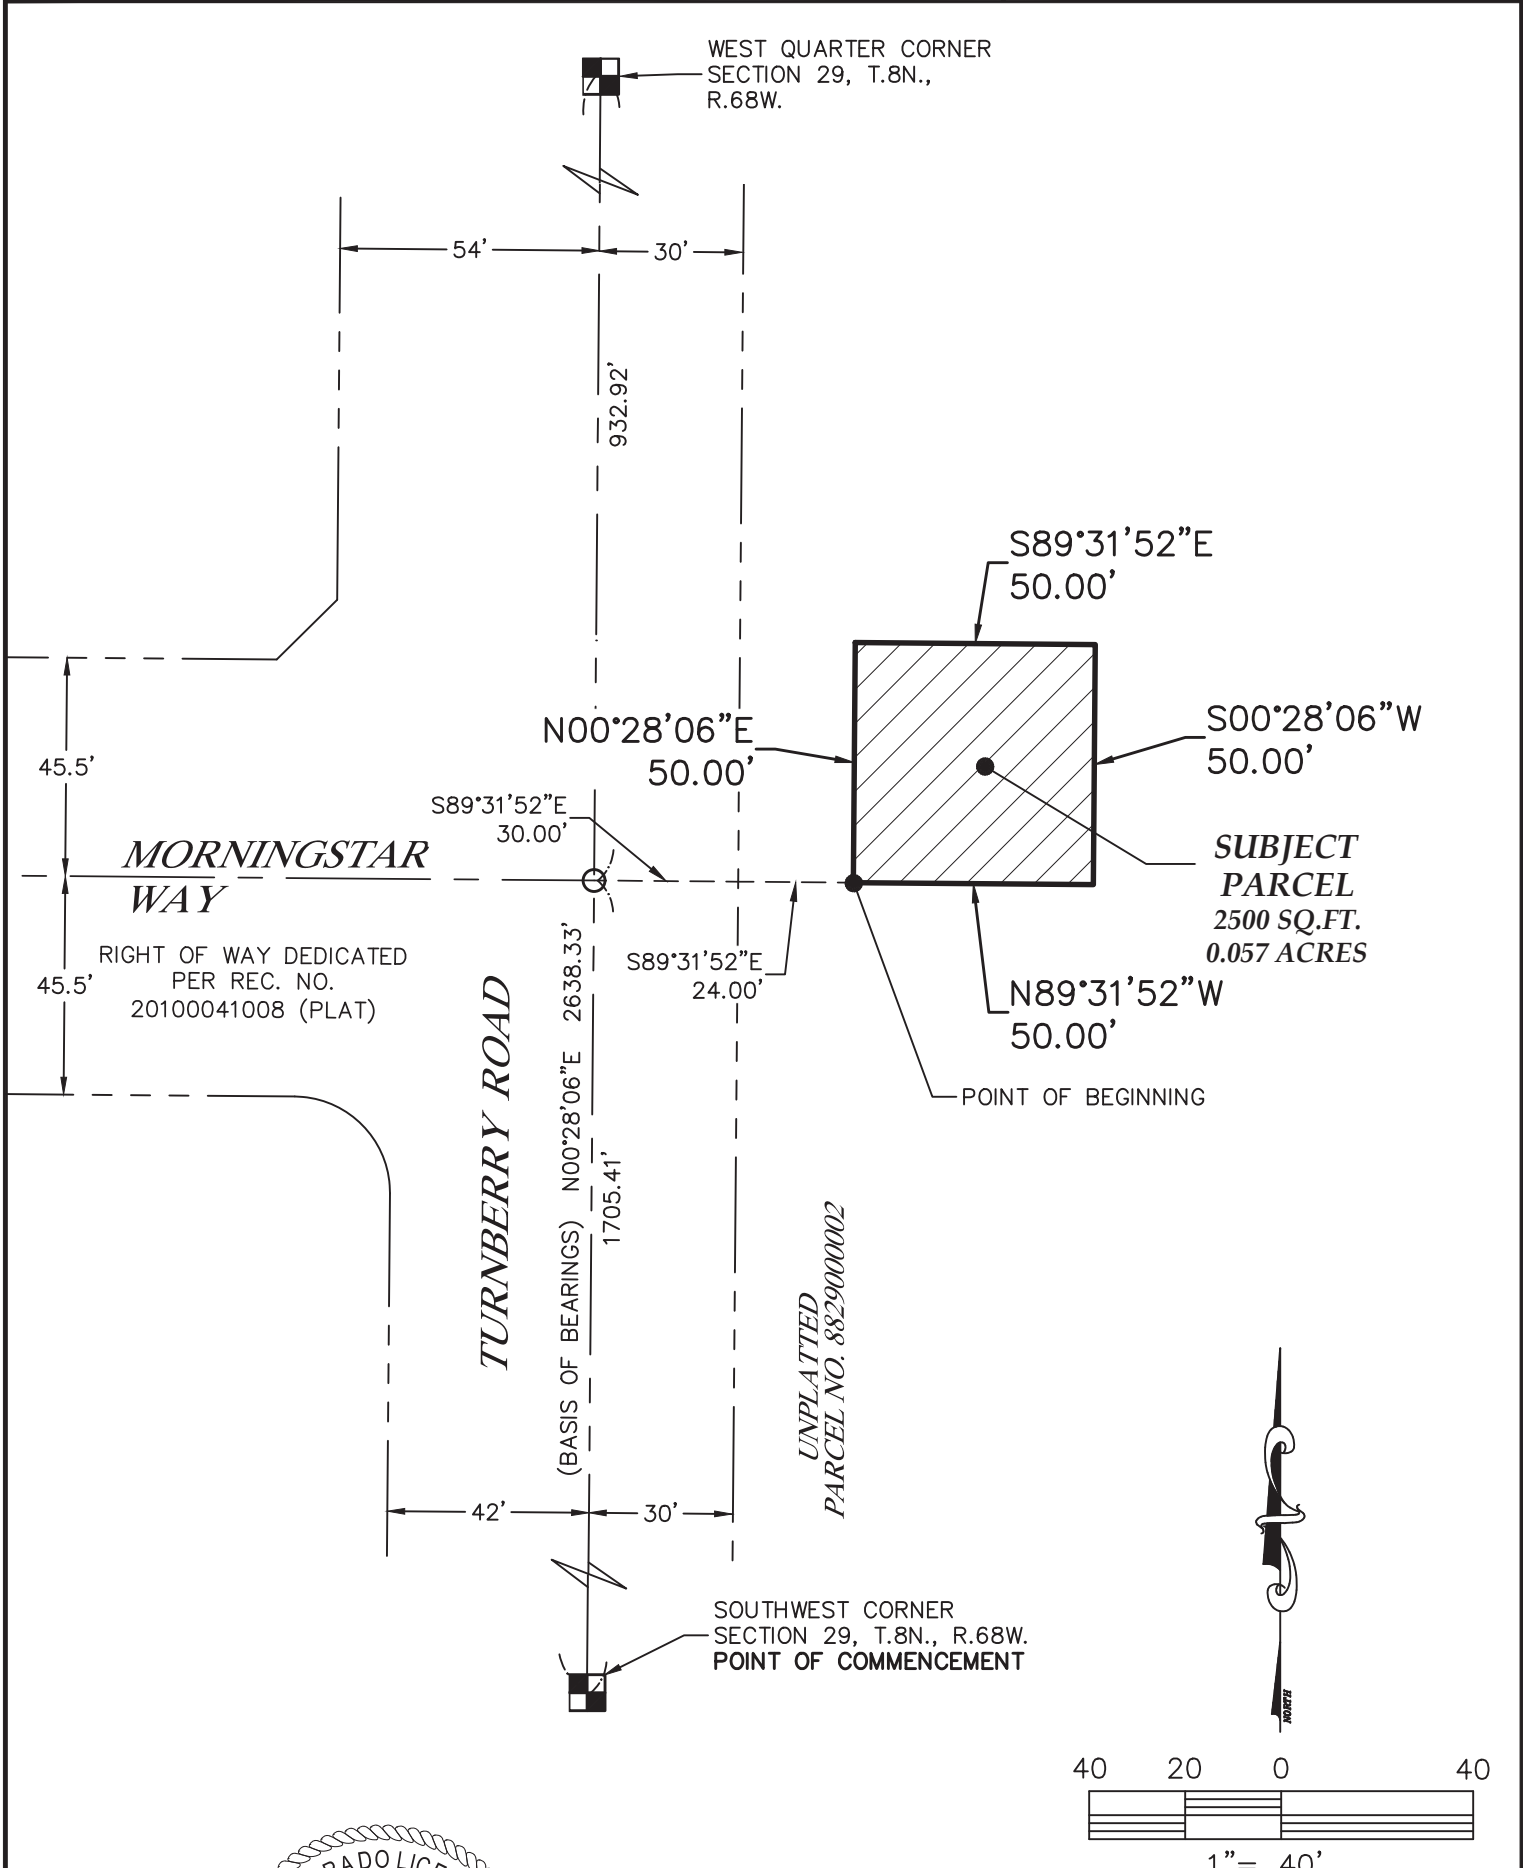 WEST QUARTER CORNER
SECTION 29, T.8N.,
R.68W.
54'
30'
932.92'
S89°31'52"E
50.00'
N00°28'06"E
50.00'
S00°28'06"W
50.00'
45.5'
S89°31'52"E
30.00'
MORNINGSTAR
WAY
SUBJECT
PARCEL
2500 SQ.FT.
0.057 ACRES
RIGHT OF WAY DEDICATED
PER REC. NO.
20100041008 (PLAT)
45.5'
S89°31'52"E
24.00'
N89°31'52"W
50.00'
POINT OF BEGINNING
TURNBERRY ROAD
(BASIS OF BEARINGS) N00°28'06"E 2638.33'
1705.41'
UNPLATTED
PARCEL NO. 8829000002
42'
30'
SOUTHWEST CORNER
SECTION 29, T.8N., R.68W.
POINT OF COMMENCEMENT
NORTH
40 20 0 40
1"= 40'